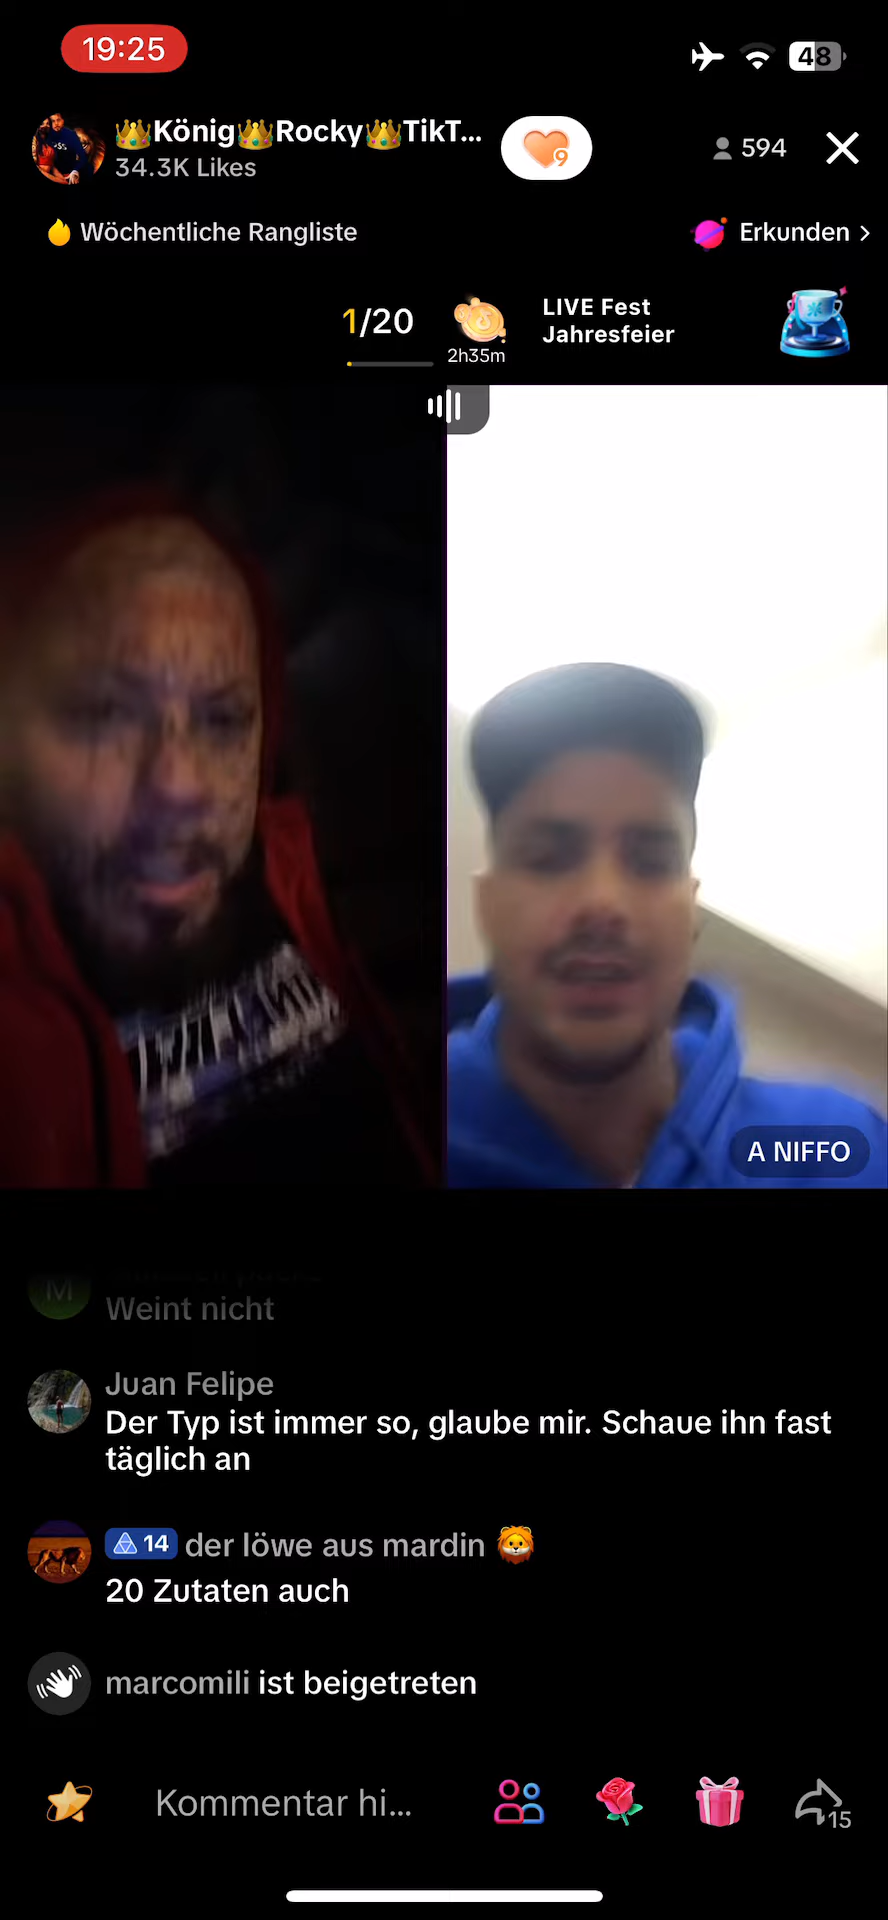 19:25
48
👑König👑Rocky👑TikT...
34.3K Likes
9
594
Wöchentliche Rangliste
Erkunden >
1/20
2h35m
LIVE Fest
Jahresfeier
A NIFFO
M
Weint nicht
Juan Felipe
Der Typ ist immer so, glaube mir. Schaue ihn fast
täglich an
14 der löwe aus mardin 🦁
20 Zutaten auch
marcomili ist beigetreten
Kommentar hi...
15